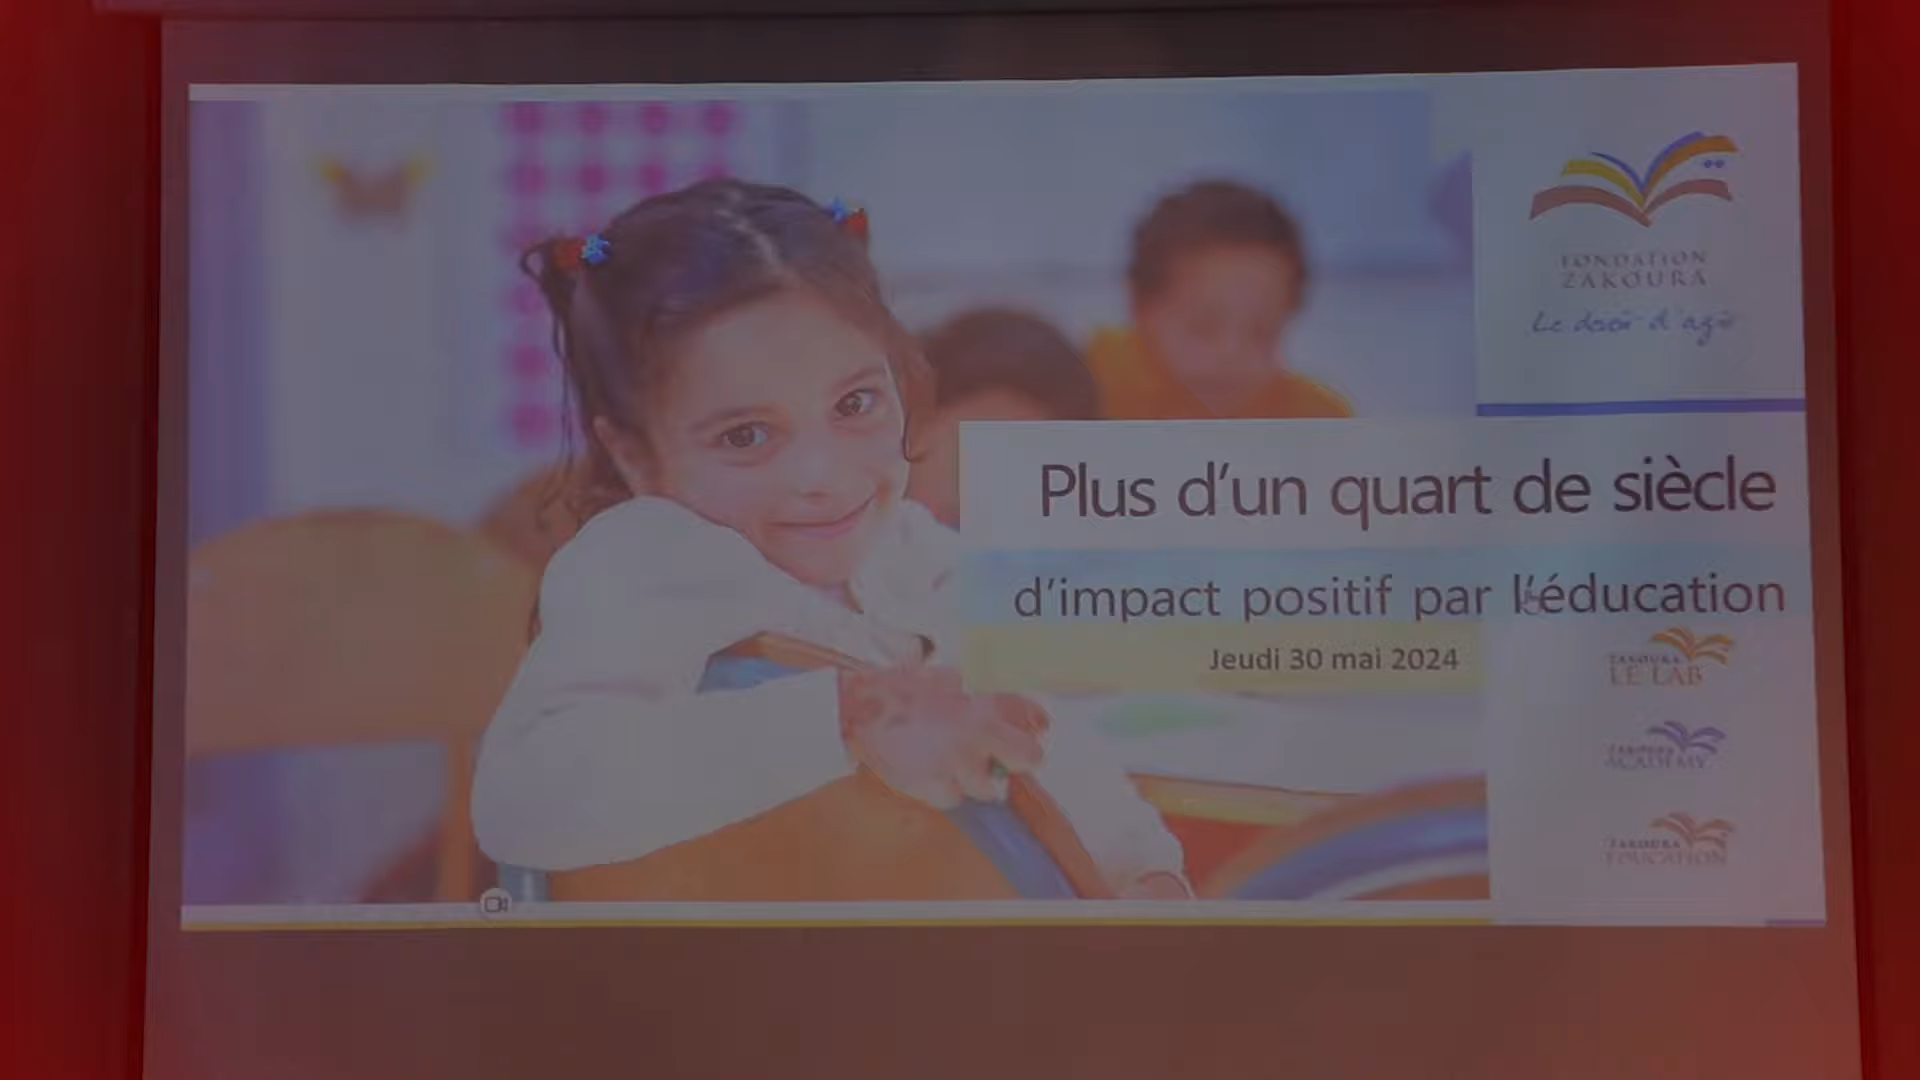 FONDATION
ZAKOURA
Le devoir d'agir
Plus d'un quart de siècle
d'impact positif par l'éducation
Jeudi 30 mai 2024
ZAKOURA
LE LAB
ZAKOURA
ACADEMY
ZAKOURA
EDUCATION